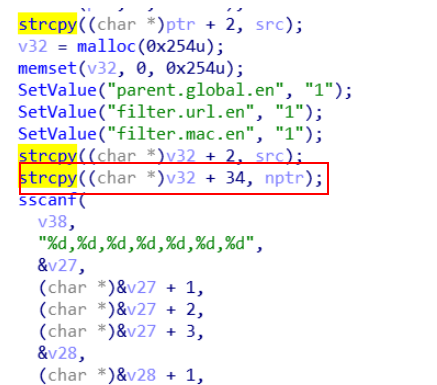 strcpy((char *)ptr + 2, src);
v32 = malloc(0x254u);
memset(v32, 0, 0x254u);
SetValue("parent.global.en", "1");
SetValue("filter.url.en", "1");
SetValue("filter.mac.en", "1");
strcpy((char *)v32 + 2, src);
strcpy((char *)v32 + 34, nptr);
sscanf(
v38,
"%d,%d,%d,%d,%d,%d,%d",
&v27,
(char *)&v27 + 1,
(char *)&v27 + 2,
(char *)&v27 + 3,
&v28,
(char *)&v28 + 1,